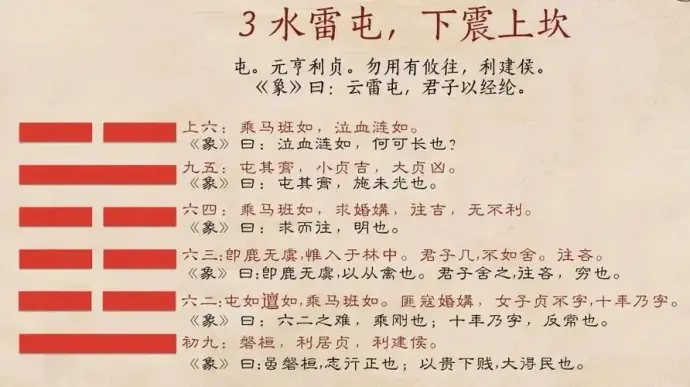 3 水雷屯，下震上坎
屯。元亨利贞。勿用有攸往，利建侯。
《象》曰：云雷屯，君子以经纶。
上六：乘马班如，泣血涟如。
《象》曰：泣血涟如，何可长也？
九五：屯其膏，小贞吉，大贞凶。
《象》曰：屯其膏，施未光也。
六四：乘马班如，求婚媾，往吉，无不利。
《象》曰：求而往，明也。
六三：即鹿无虞，惟入于林中。君子几，不如舍。往吝。
《象》曰：即鹿无虞，以从禽也。君子舍之，往吝，穷也。
六二：屯如邅如，乘马班如。匪寇婚媾，女子贞不字，十年乃字。
《象》曰：六二之难，乘刚也；十年乃字，反常也。
初九：磐桓，利居贞，利建侯。
《象》曰：虽磐桓，志行正也；以贵下贱，大得民也。